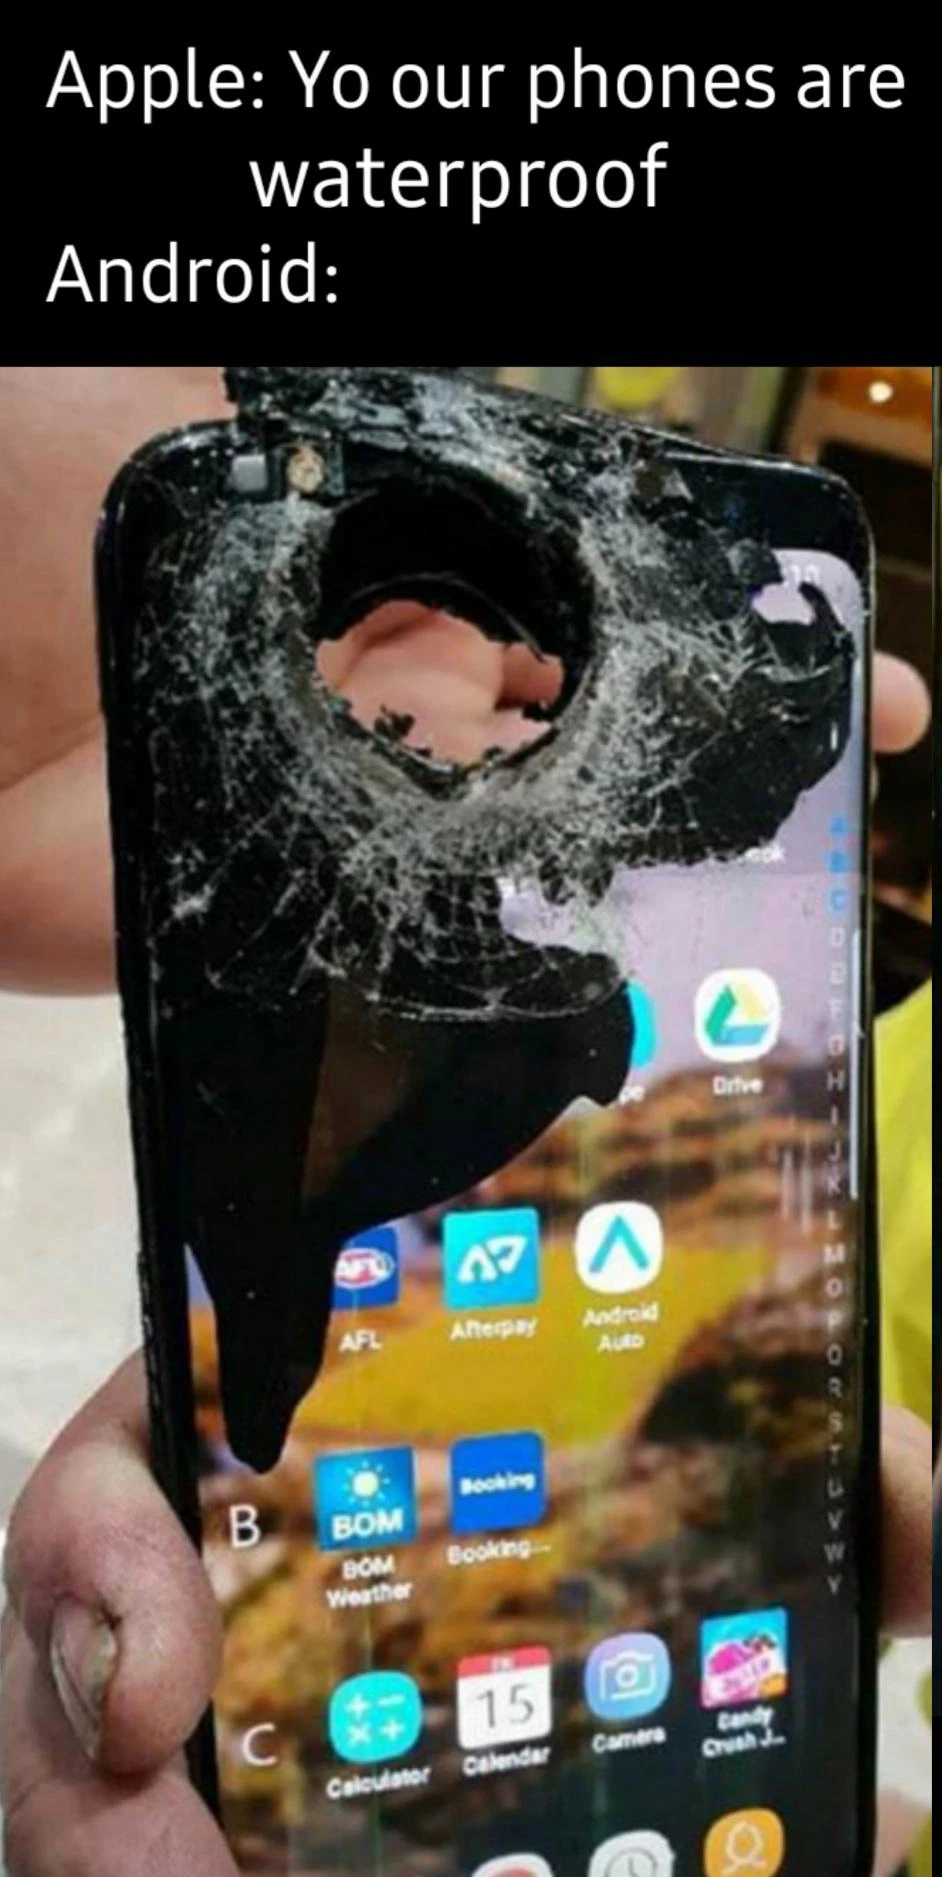 Apple: Yo our phones are
waterproof
Android:
Drive
AFL
AFL
Afterpay
Android
Auto
B
BOM
BOM
Weather
Booking
Booking...
C
15
Calculator
Calendar
Camera
Candy
Crush J...
D
E
F
G
H
I
J
K
L
M
O
P
Q
R
S
T
U
V
W
Y